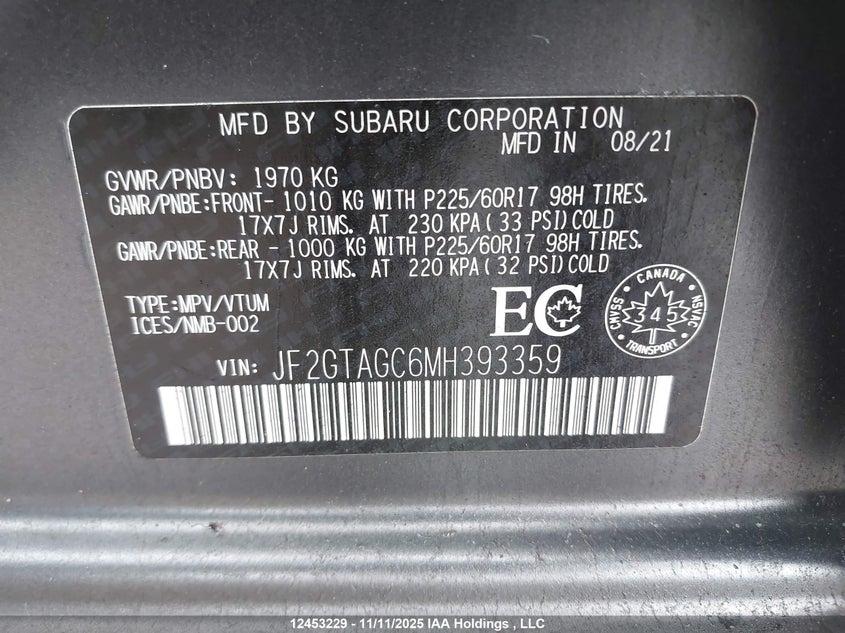 MFD BY SUBARU CORPORATION
MFD IN 08/21
GVWR/PNBV: 1970 KG
GAWR/PNBE:FRONT- 1010 KG WITH P225/60R17 98H TIRES.
17X7J RIMS. AT 230 KPA(33 PSI)COLD
GAWR/PNBE:REAR - 1000 KG WITH P225/60R17 98H TIRES.
17X7J RIMS. AT 220 KPA(32 PSI)COLD
TYPE:MPV/VTUM
ICES/NMB-002
EC
CANADA
CMVSS 345 NSVAC
TRANSPORT
VIN: JF2GTAGC6MH393359
12453229 - 11/11/2025 IAA Holdings , LLC